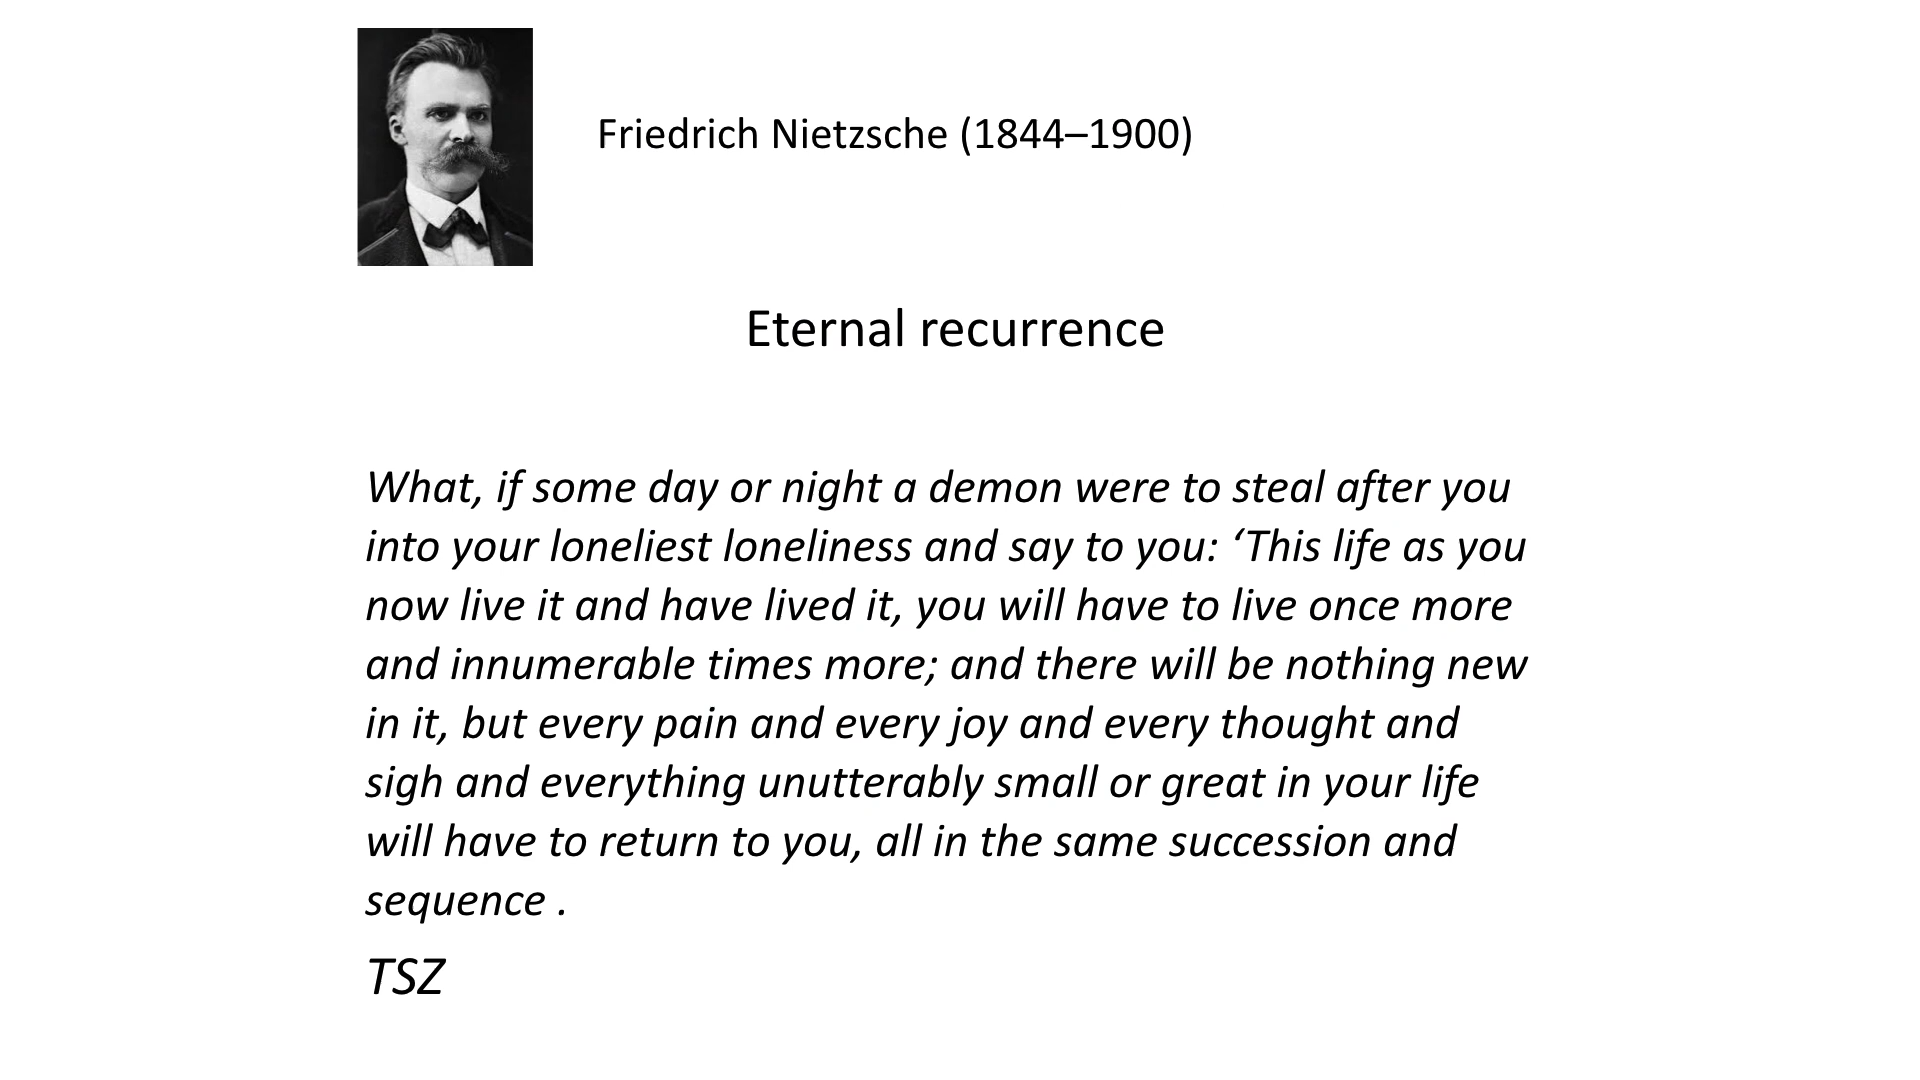 Friedrich Nietzsche (1844–1900)
Eternal recurrence
What, if some day or night a demon were to steal after you
into your loneliest loneliness and say to you: ‘This life as you
now live it and have lived it, you will have to live once more
and innumerable times more; and there will be nothing new
in it, but every pain and every joy and every thought and
sigh and everything unutterably small or great in your life
will have to return to you, all in the same succession and
sequence .
TSZ